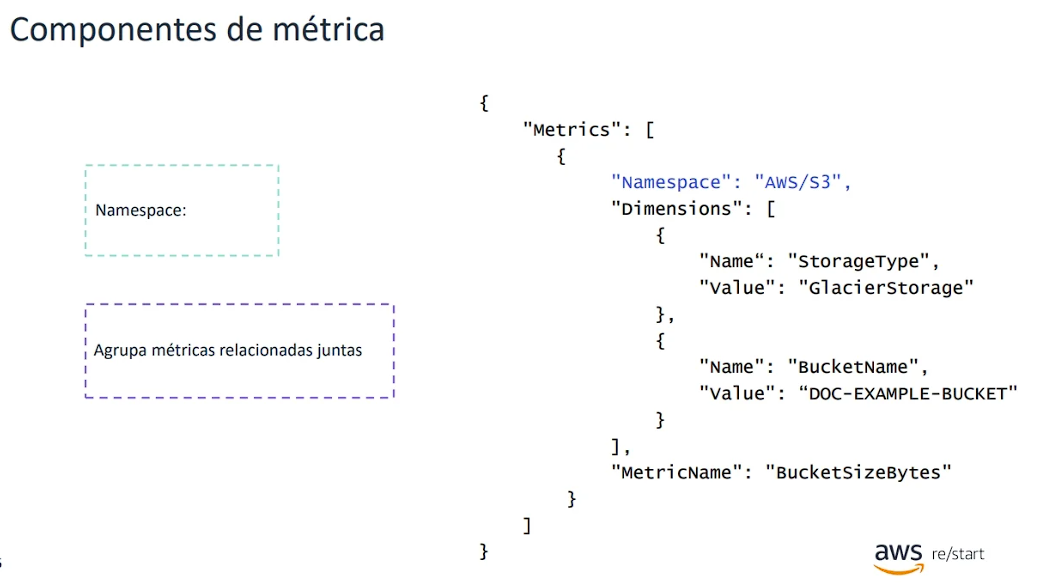 Componentes de métrica
Namespace:
Agrupa métricas relacionadas juntas
{
"Metrics": [
{
"Namespace": "AWS/S3",
"Dimensions": [
{
"Name“: "StorageType",
"Value": "GlacierStorage"
},
{
"Name": "BucketName",
"Value": “DOC-EXAMPLE-BUCKET"
}
],
"MetricName": "BucketSizeBytes"
}
]
}
aws re/start